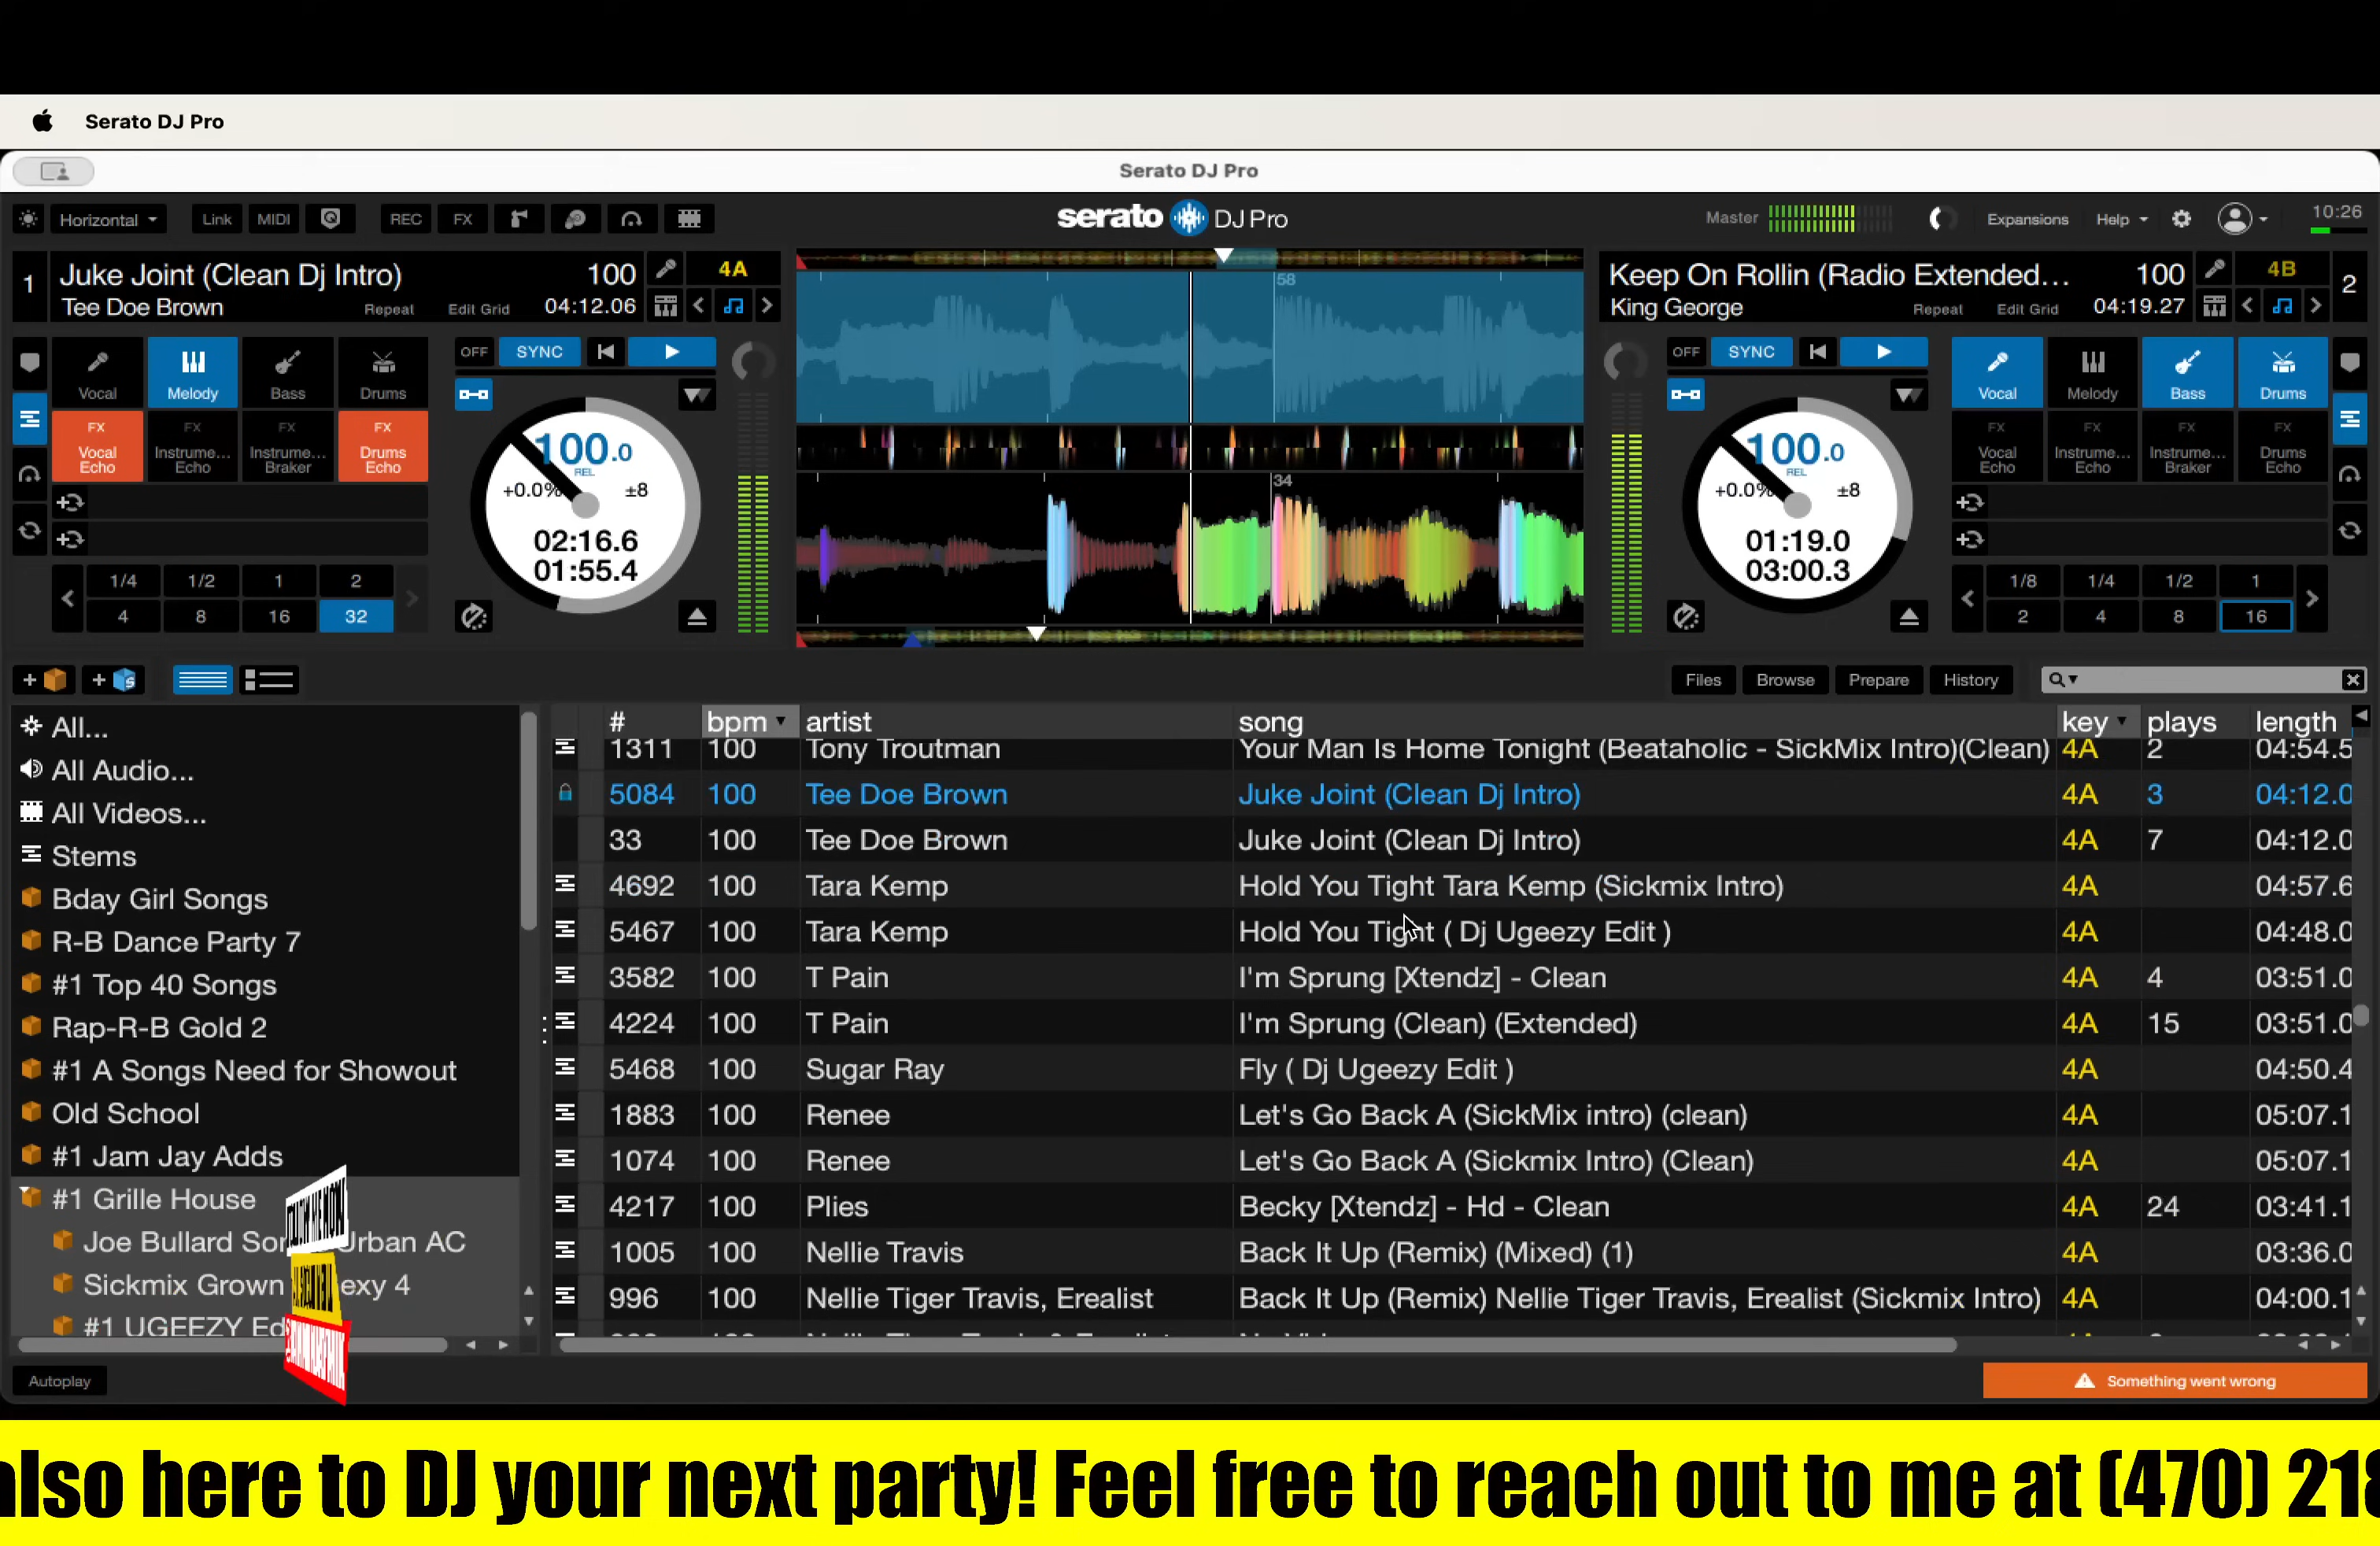 Serato DJ Pro
Serato DJ Pro
Horizontal
Link
MIDI
REC
FX
serato DJ Pro
Master
Expansions
Help
10:26
1
Juke Joint (Clean Dj Intro)
100
4A
Tee Doe Brown
Repeat
Edit Grid
04:12.06
Vocal
Melody
Bass
Drums
FX
Vocal
Echo
FX
Instrume...
Echo
FX
Instrume...
Braker
FX
Drums
Echo
OFF
SYNC
100.0
REL
+0.0%
±8
02:16.6
01:55.4
1/4 1/2 1 2
4 8 16 32
58
34
Keep On Rollin (Radio Extended...
100
4B
2
King George
Repeat
Edit Grid
04:19.27
OFF
SYNC
100.0
REL
+0.0%
±8
01:19.0
03:00.3
Vocal
Melody
Bass
Drums
FX
Vocal
Echo
FX
Instrume...
Echo
FX
Instrume...
Braker
FX
Drums
Echo
1/8 1/4 1/2 1
2 4 8 16
Files
Browse
Prepare
History
All...
All Audio...
All Videos...
Stems
Bday Girl Songs
R-B Dance Party 7
#1 Top 40 Songs
Rap-R-B Gold 2
#1 A Songs Need for Showout
Old School
#1 Jam Jay Adds
#1 Grille House
Joe Bullard Urban AC
Sickmix Grown exy 4
#1 UGEEZY
# bpm artist song key plays length
1311 100 Tony Troutman Your Man Is Home Tonight (Beataholic - SickMix Intro)(Clean) 4A 2 04:54.5
5084 100 Tee Doe Brown Juke Joint (Clean Dj Intro) 4A 3 04:12.0
33 100 Tee Doe Brown Juke Joint (Clean Dj Intro) 4A 7 04:12.0
4692 100 Tara Kemp Hold You Tight Tara Kemp (Sickmix Intro) 4A 04:57.6
5467 100 Tara Kemp Hold You Tight ( Dj Ugeezy Edit ) 4A 04:48.0
3582 100 T Pain I'm Sprung [Xtendz] - Clean 4A 4 03:51.0
4224 100 T Pain I'm Sprung (Clean) (Extended) 4A 15 03:51.0
5468 100 Sugar Ray Fly ( Dj Ugeezy Edit ) 4A 04:50.4
1883 100 Renee Let's Go Back A (SickMix intro) (clean) 4A 05:07.1
1074 100 Renee Let's Go Back A (Sickmix Intro) (Clean) 4A 05:07.1
4217 100 Plies Becky [Xtendz] - Hd - Clean 4A 24 03:41.1
1005 100 Nellie Travis Back It Up (Remix) (Mixed) (1) 4A 03:36.0
996 100 Nellie Tiger Travis, Erealist Back It Up (Remix) Nellie Tiger Travis, Erealist (Sickmix Intro) 4A 04:00.1
Autoplay
Something went wrong
also here to DJ your next party! Feel free to reach out to me at (470) 218